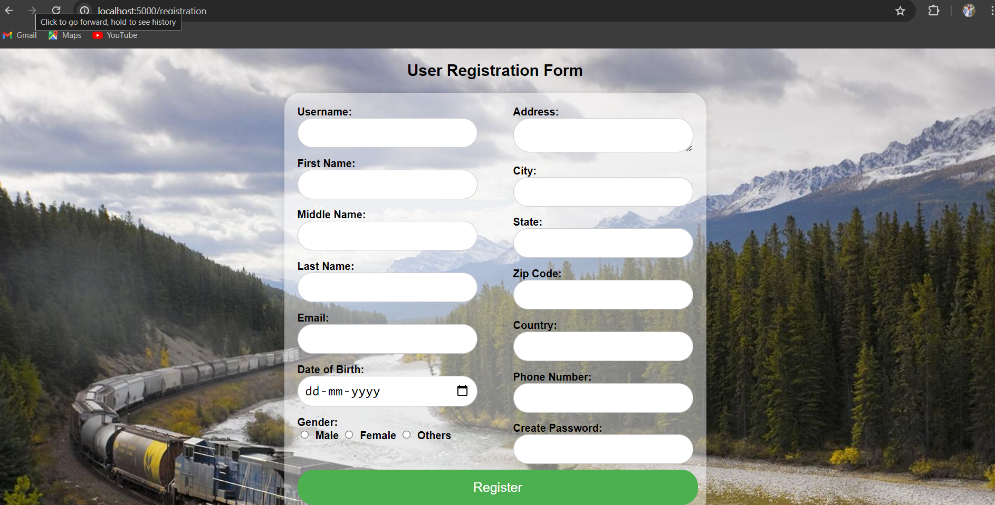 localhost:5000/registration
Click to go forward, hold to see history
Gmail Maps YouTube
User Registration Form
Username:
First Name:
Middle Name:
Last Name:
Email:
Date of Birth:
dd-mm-yyyy
Gender:
Male Female Others
Address:
City:
State:
Zip Code:
Country:
Phone Number:
Create Password:
Register